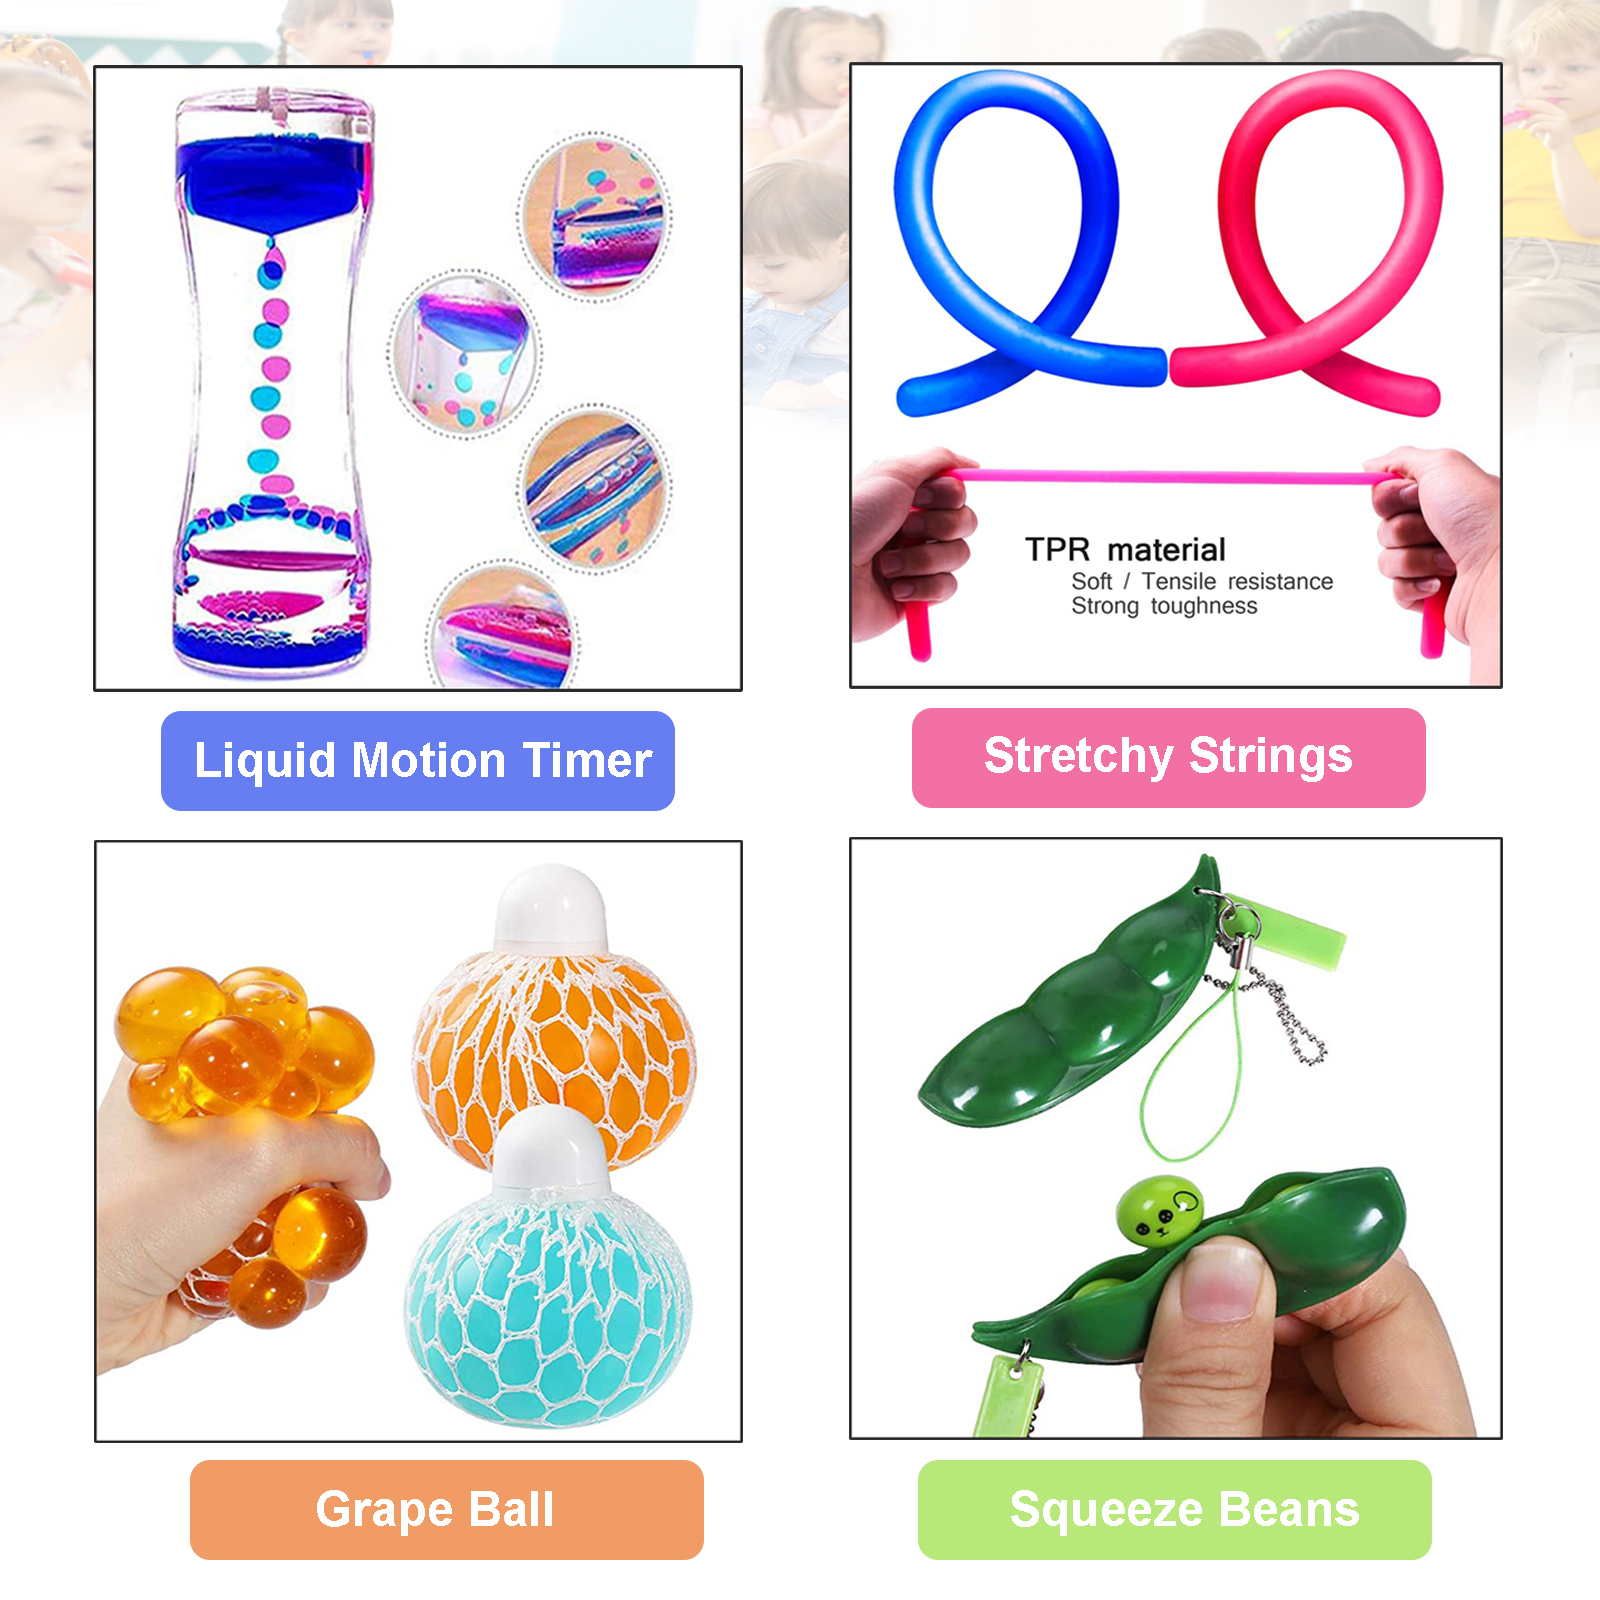 TPR material
Soft / Tensile resistance
Strong toughness
Liquid Motion Timer
Stretchy Strings
Grape Ball
Squeeze Beans